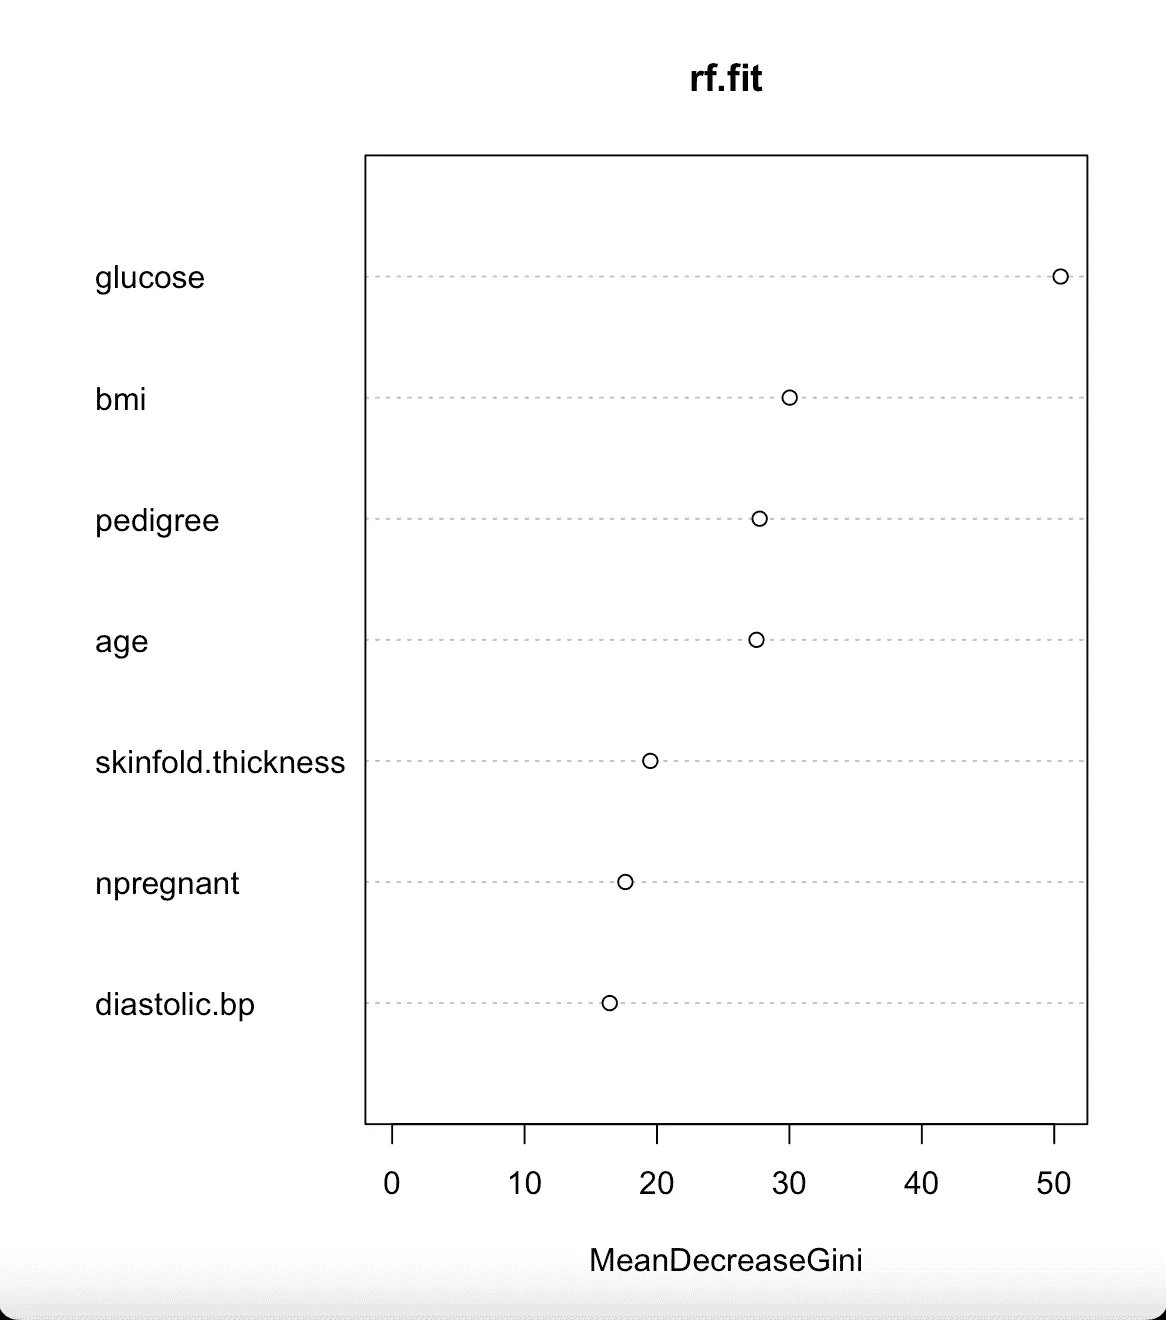 rf.fit
glucose
bmi
pedigree
age
skinfold.thickness
npregnant
diastolic.bp
0 10 20 30 40 50
MeanDecreaseGini